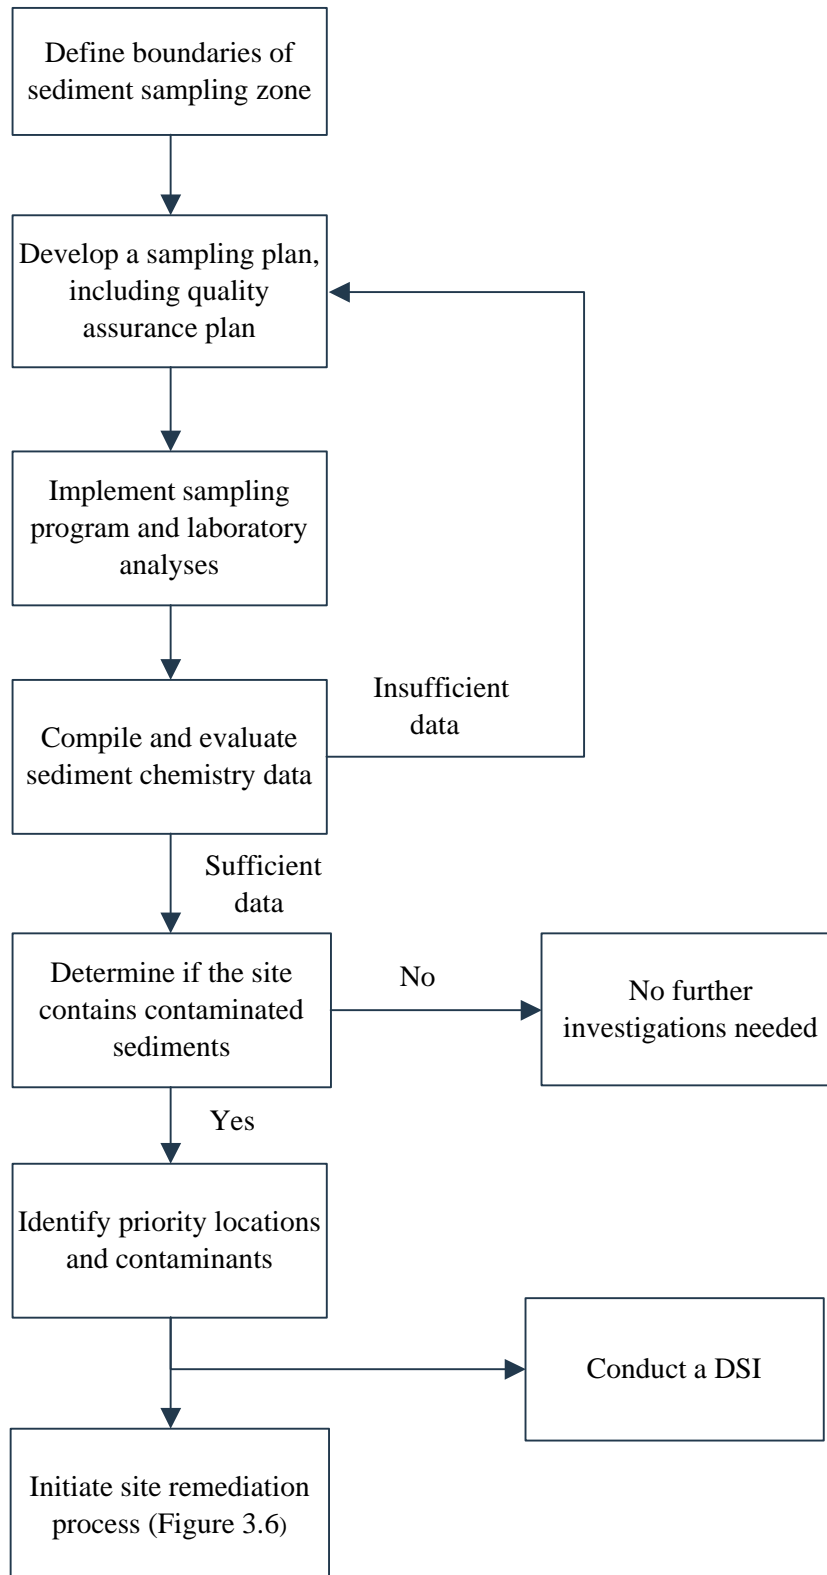 Define boundaries of
sediment sampling zone
Develop a sampling plan,
including quality
assurance plan
Implement sampling
program and laboratory
analyses
Insufficient
data
Compile and evaluate
sediment chemistry data
Sufficient
data
Determine if the site
contains contaminated
sediments
No
No further
investigations needed
Yes
Identify priority locations
and contaminants
Conduct a DSI
Initiate site remediation
process (Figure 3.6)